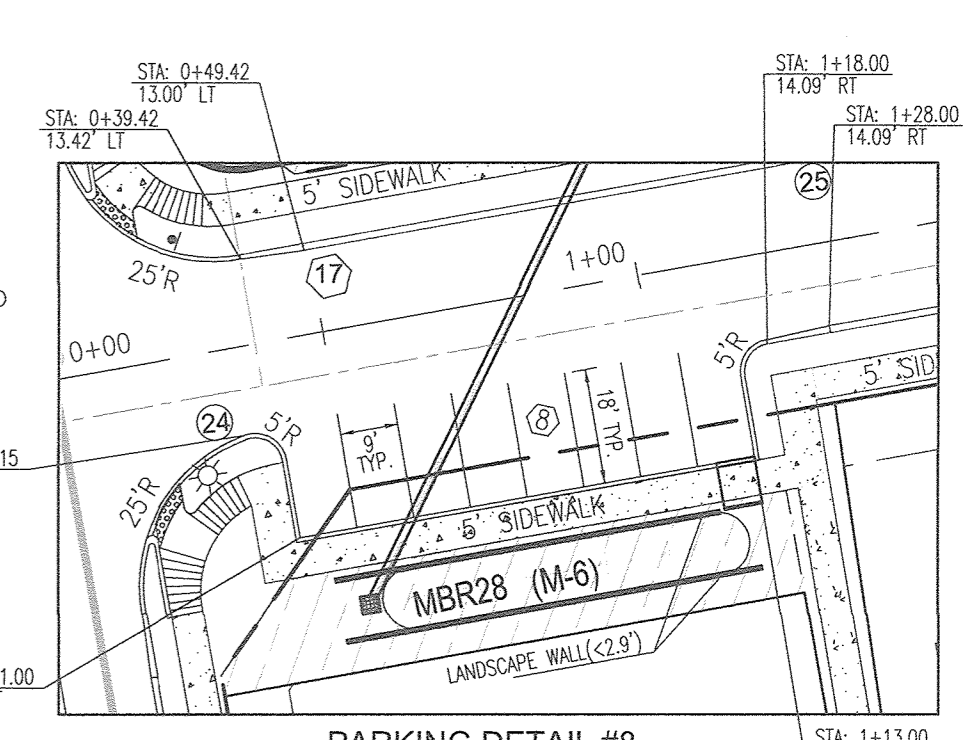 STA: 0+49.42
13.00' LT
STA: 0+39.42
13.42' LT
STA: 1+18.00
14.09' RT
STA: 1+28.00
14.09' RT
5' SIDEWALK
25
25'R
17
1+00
0+00
5'R
5' SID
24
5'R
8
18' TYP.
9'
TYP.
15
25'R
5' SIDEWALK
MBR28 (M-6)
LANDSCAPE WALL(<2.9')
1.00
PARKING DETAIL #8
STA: 1+13.00